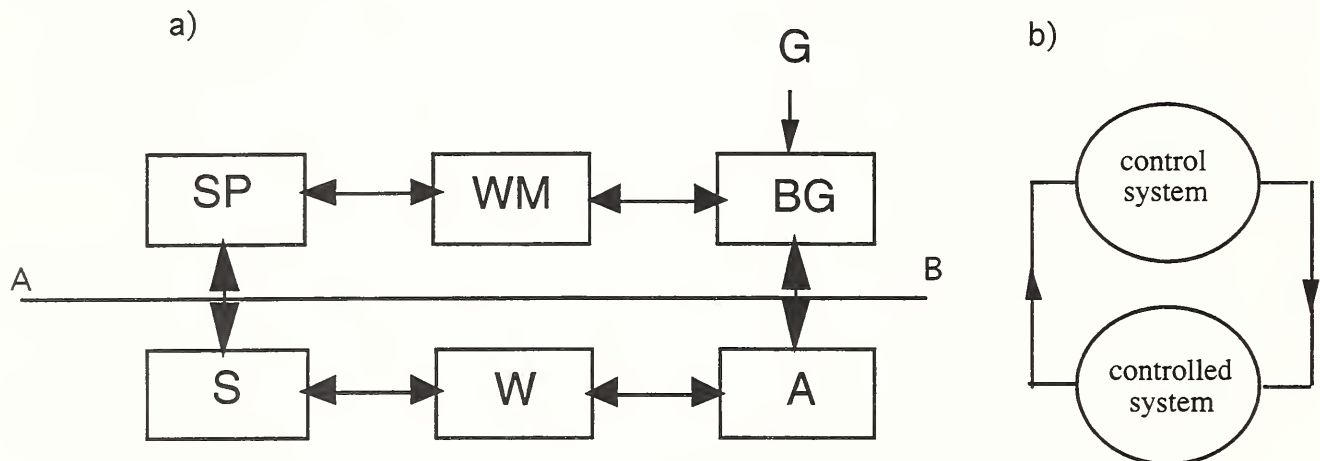 a)
G
b)
SP
WM
BG
control
system
A
B
S
W
A
controlled
system